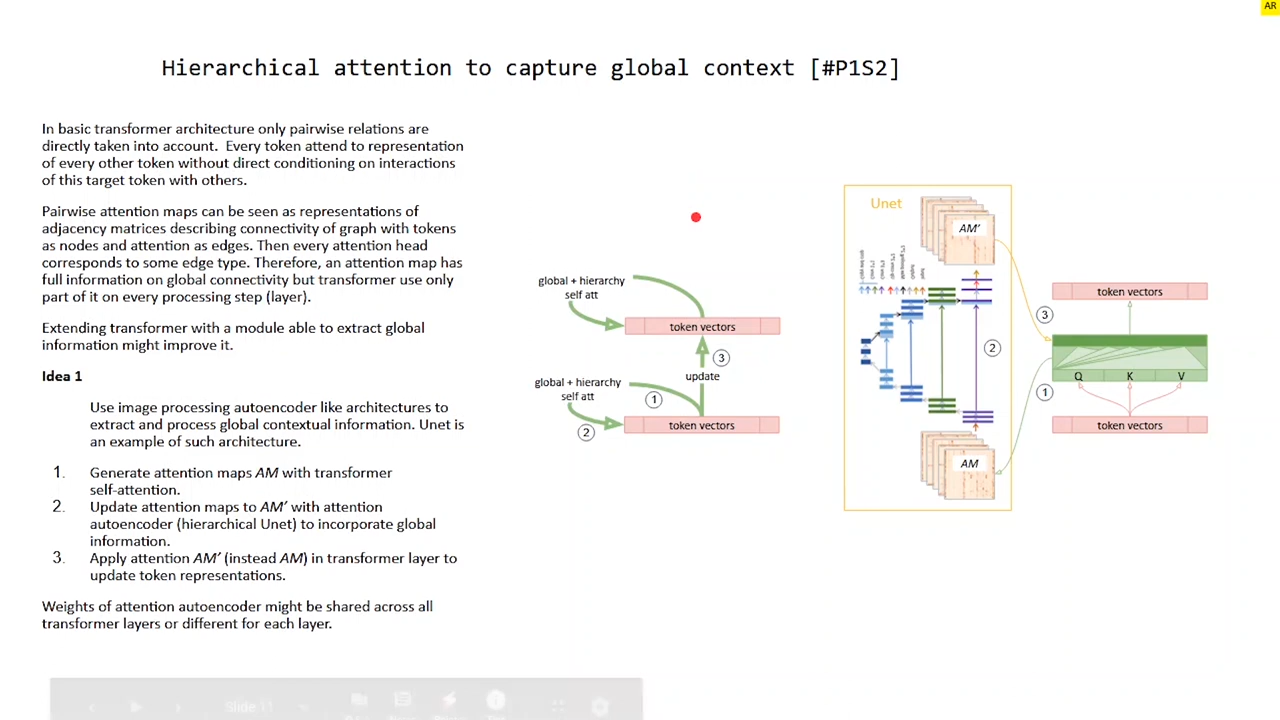 AR
Hierarchical attention to capture global context [#P1S2]
In basic transformer architecture only pairwise relations are
directly taken into account.  Every token attend to representation
of every other token without direct conditioning on interactions
of this target token with others.
Pairwise attention maps can be seen as representations of
adjacency matrices describing connectivity of graph with tokens
as nodes and attention as edges. Then every attention head
corresponds to some edge type. Therefore, an attention map has
full information on global connectivity but transformer use only
part of it on every processing step (layer).
Extending transformer with a module able to extract global
information might improve it.
Idea 1
Use image processing autoencoder like architectures to
extract and process global contextual information. Unet is
an example of such architecture.
1. Generate attention maps AM with transformer
self-attention.
2. Update attention maps to AM′ with attention
autoencoder (hierarchical Unet) to incorporate global
information.
3. Apply attention AM′ (instead AM) in transformer layer to
update token representations.
Weights of attention autoencoder might be shared across all
transformer layers or different for each layer.
global + hierarchy
self att
token vectors
3
update
global + hierarchy
self att
1
2
token vectors
Unet
AM′
2
AM
token vectors
3
Q K V
1
token vectors
Slide 11